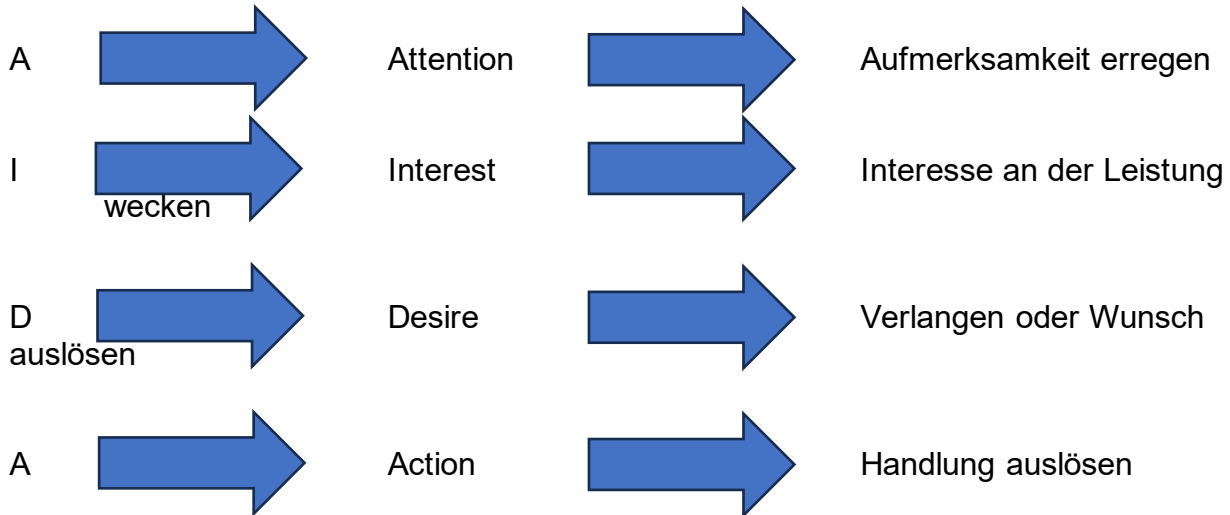 A Attention Aufmerksamkeit erregen
I Interest Interesse an der Leistung
wecken
D Desire Verlangen oder Wunsch
auslösen
A Action Handlung auslösen